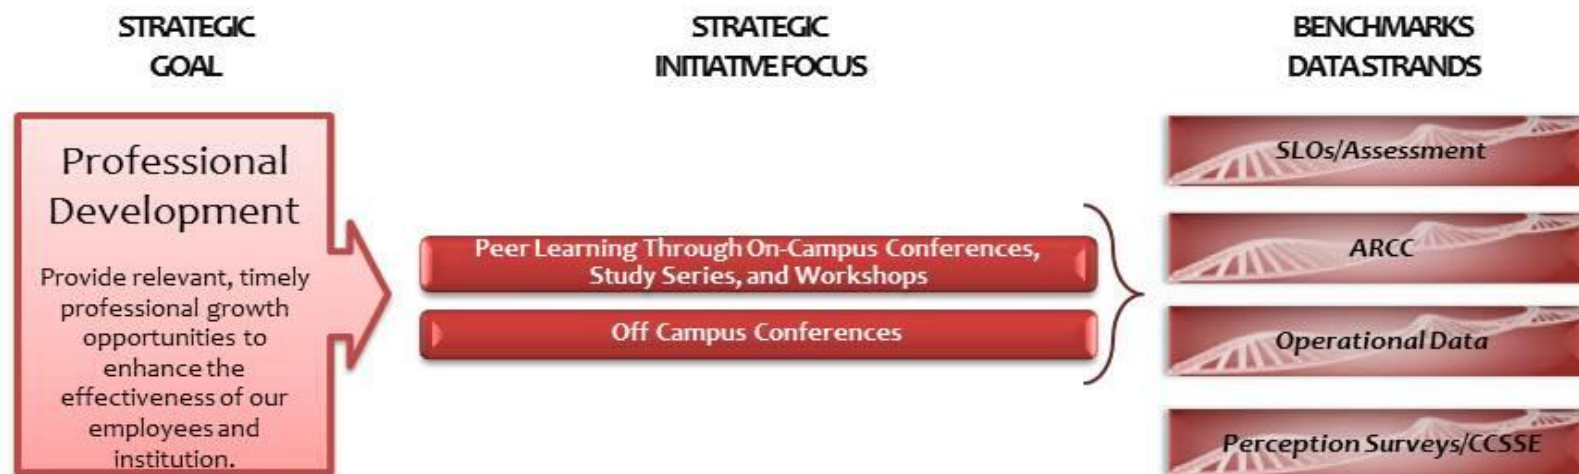 STRATEGIC
GOAL
STRATEGIC
INITIATIVE FOCUS
BENCHMARKS
DATA STRANDS
Professional
Development
Provide relevant, timely
professional growth
opportunities to
enhance the
effectiveness of our
employees and
institution.
Peer Learning Through On-Campus Conferences,
Study Series, and Workshops
Off Campus Conferences
SLOs/Assessment
ARCC
Operational Data
Perception Surveys/CCSSE